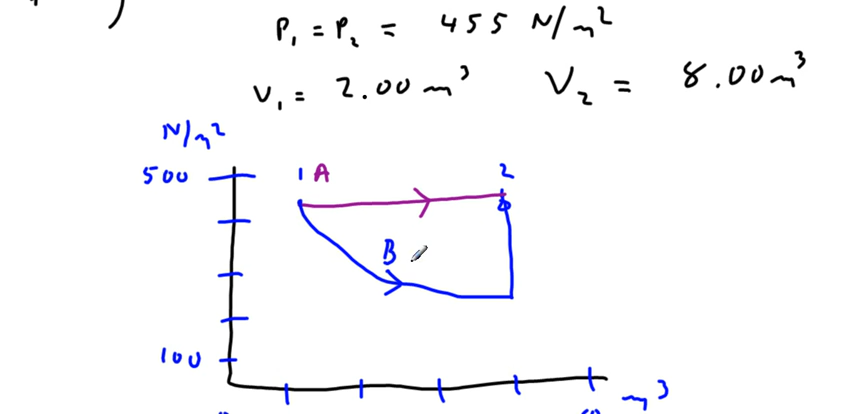 P₁ = P₂ = 455 N/m²
V₁ = 2.00 m³ V₂ = 8.00 m³
N/m²
500
1 A 2
B
100
m³